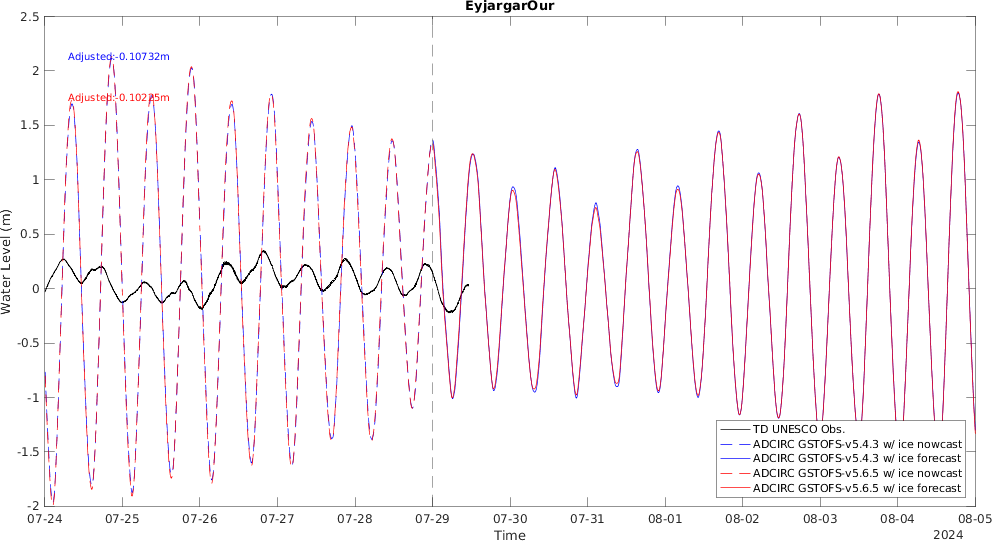 EyjargarOur
Adjusted:-0.10732m
Adjusted:-0.10225m
Water Level (m)
2.5
2
1.5
1
0.5
0
-0.5
-1
-1.5
-2
07-24 07-25 07-26 07-27 07-28 07-29 07-30 07-31 08-01 08-02 08-03 08-04 08-05
Time
2024
TD UNESCO Obs.
ADCIRC GSTOFS-v5.4.3 w/ ice nowcast
ADCIRC GSTOFS-v5.4.3 w/ ice forecast
ADCIRC GSTOFS-v5.6.5 w/ ice nowcast
ADCIRC GSTOFS-v5.6.5 w/ ice forecast